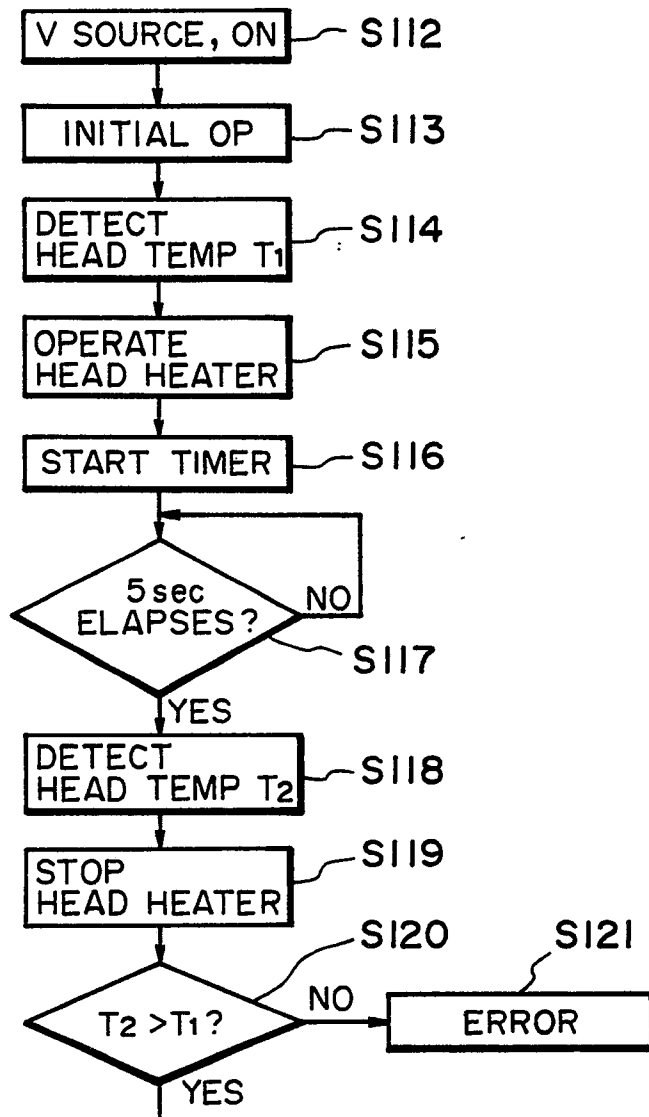 V SOURCE, ON
S112
INITIAL OP
S113
DETECT
HEAD TEMP T1
S114
OPERATE
HEAD HEATER
S115
START TIMER
S116
5 sec
ELAPSES?
NO
S117
YES
DETECT
HEAD TEMP T2
S118
STOP
HEAD HEATER
S119
T2 >T1?
S120
NO
ERROR
S121
YES